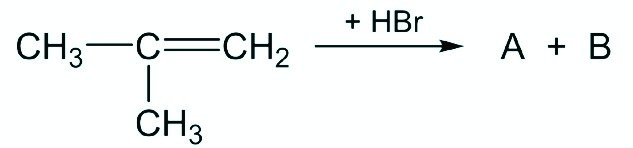 + HBr
CH₃—C=CH₂ → A + B
CH₃